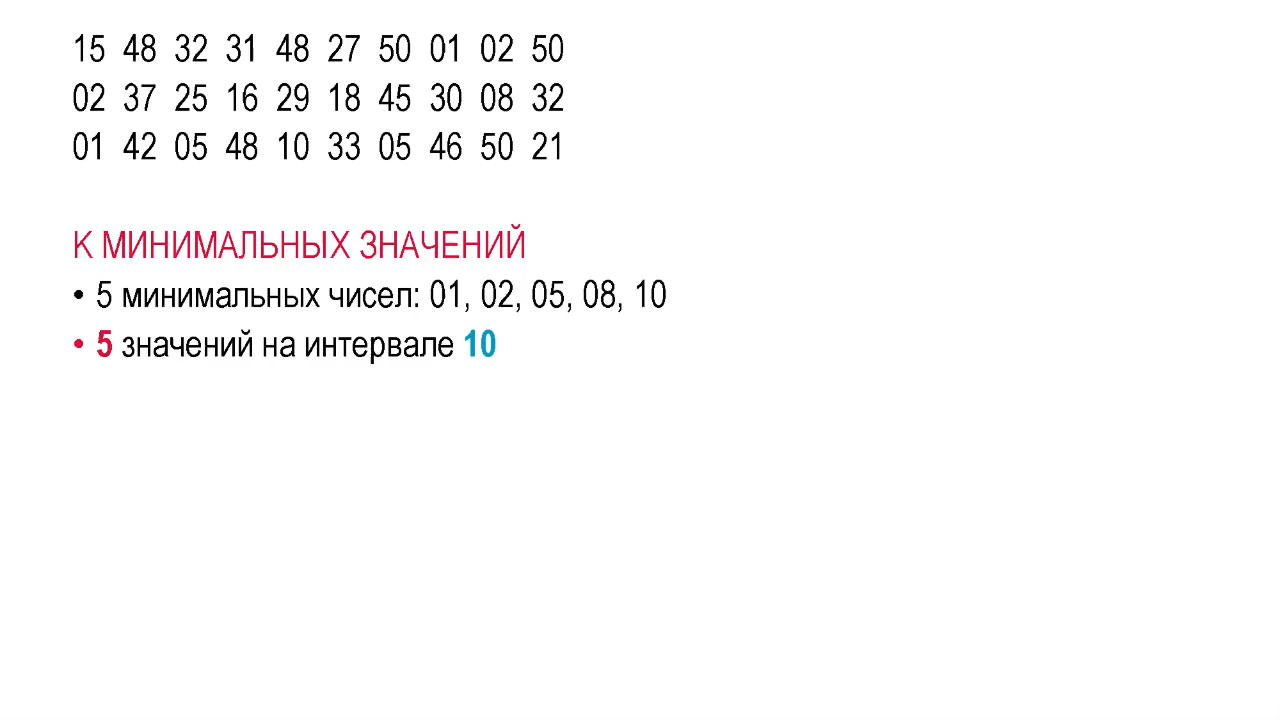 15 48 32 31 48 27 50 01 02 50
02 37 25 16 29 18 45 30 08 32
01 42 05 48 10 33 05 46 50 21
K МИНИМАЛЬНЫХ ЗНАЧЕНИЙ
• 5 минимальных чисел: 01, 02, 05, 08, 10
• 5 значений на интервале 10